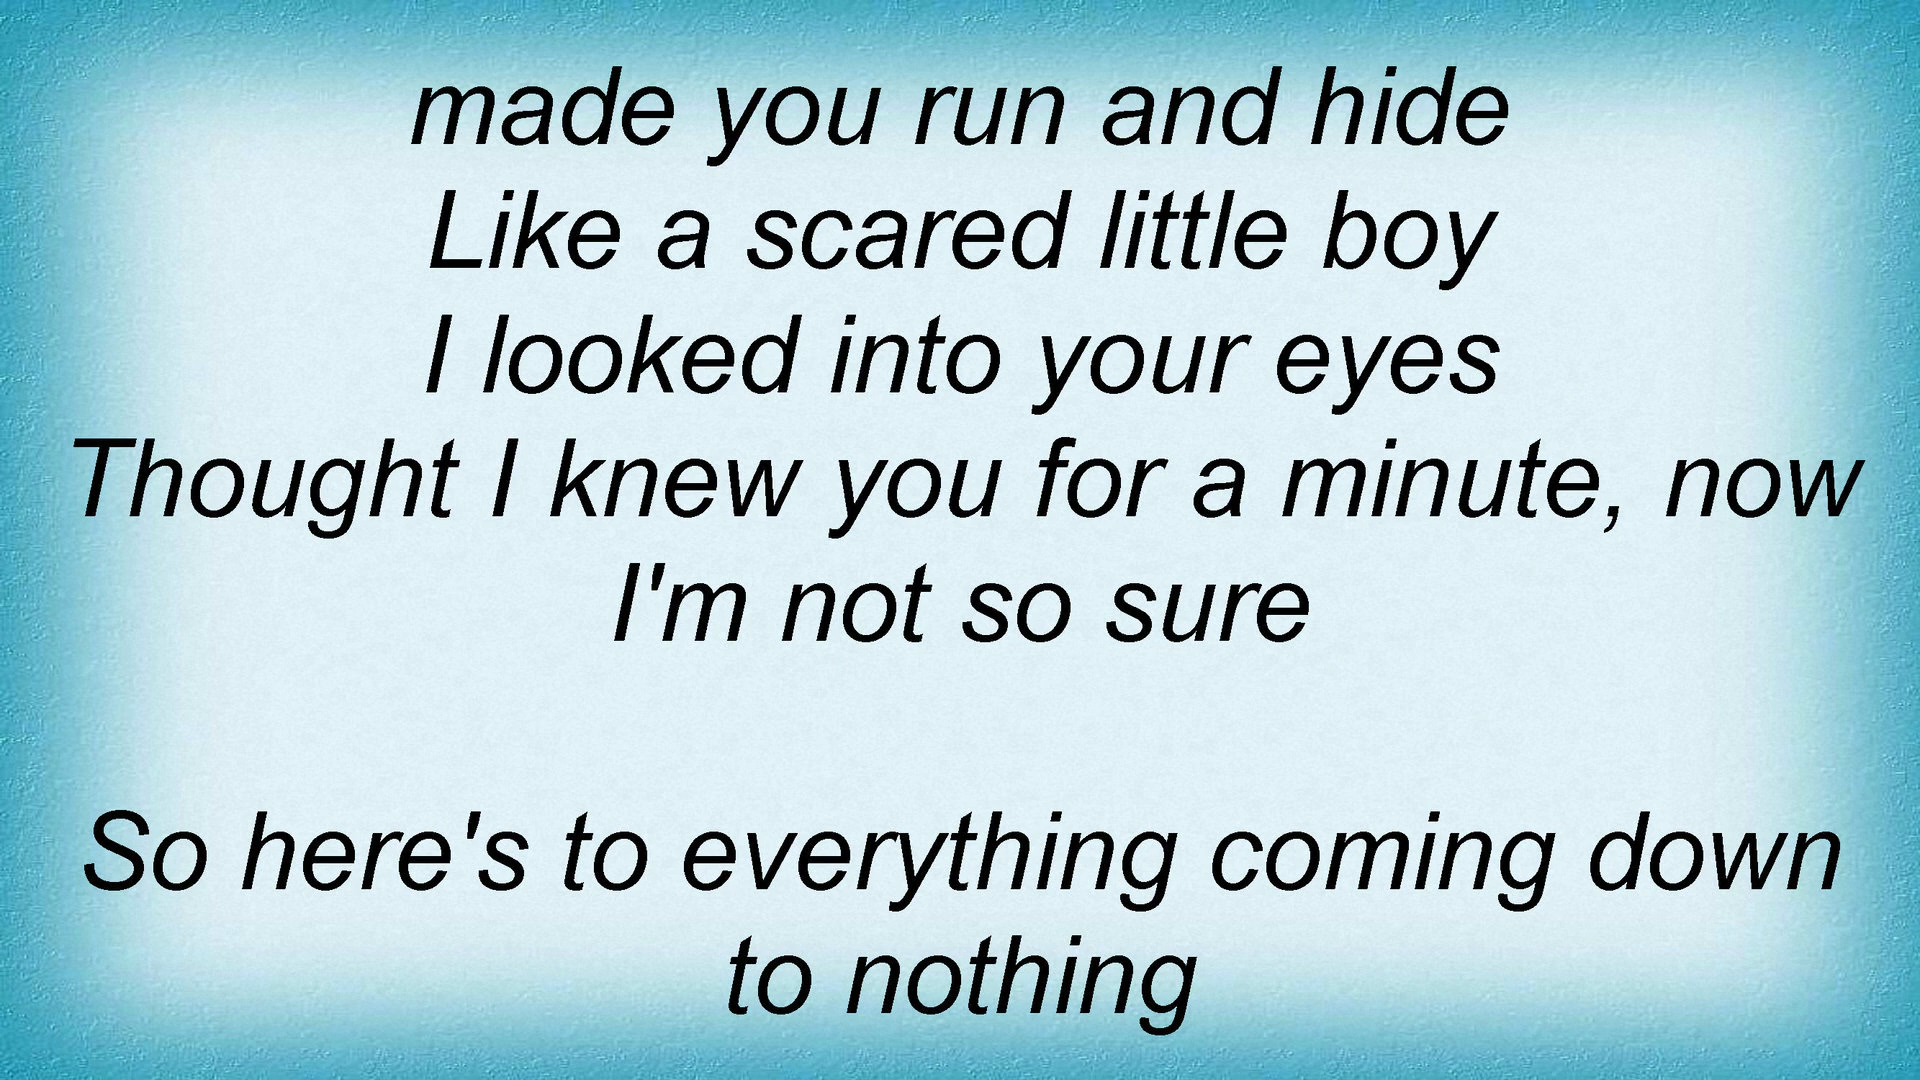 made you run and hide
Like a scared little boy
I looked into your eyes
Thought I knew you for a minute, now
I'm not so sure
So here's to everything coming down
to nothing